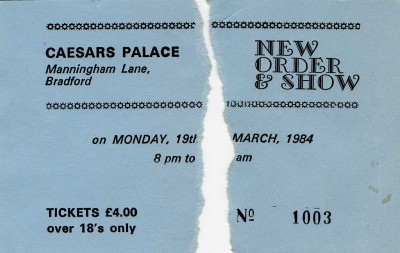 CAESARS PALACE
Manningham Lane,
Bradford
NEW
ORDER
& SHOW
on MONDAY, 19th MARCH, 1984
8 pm to am
TICKETS £4.00
over 18's only
No 1003